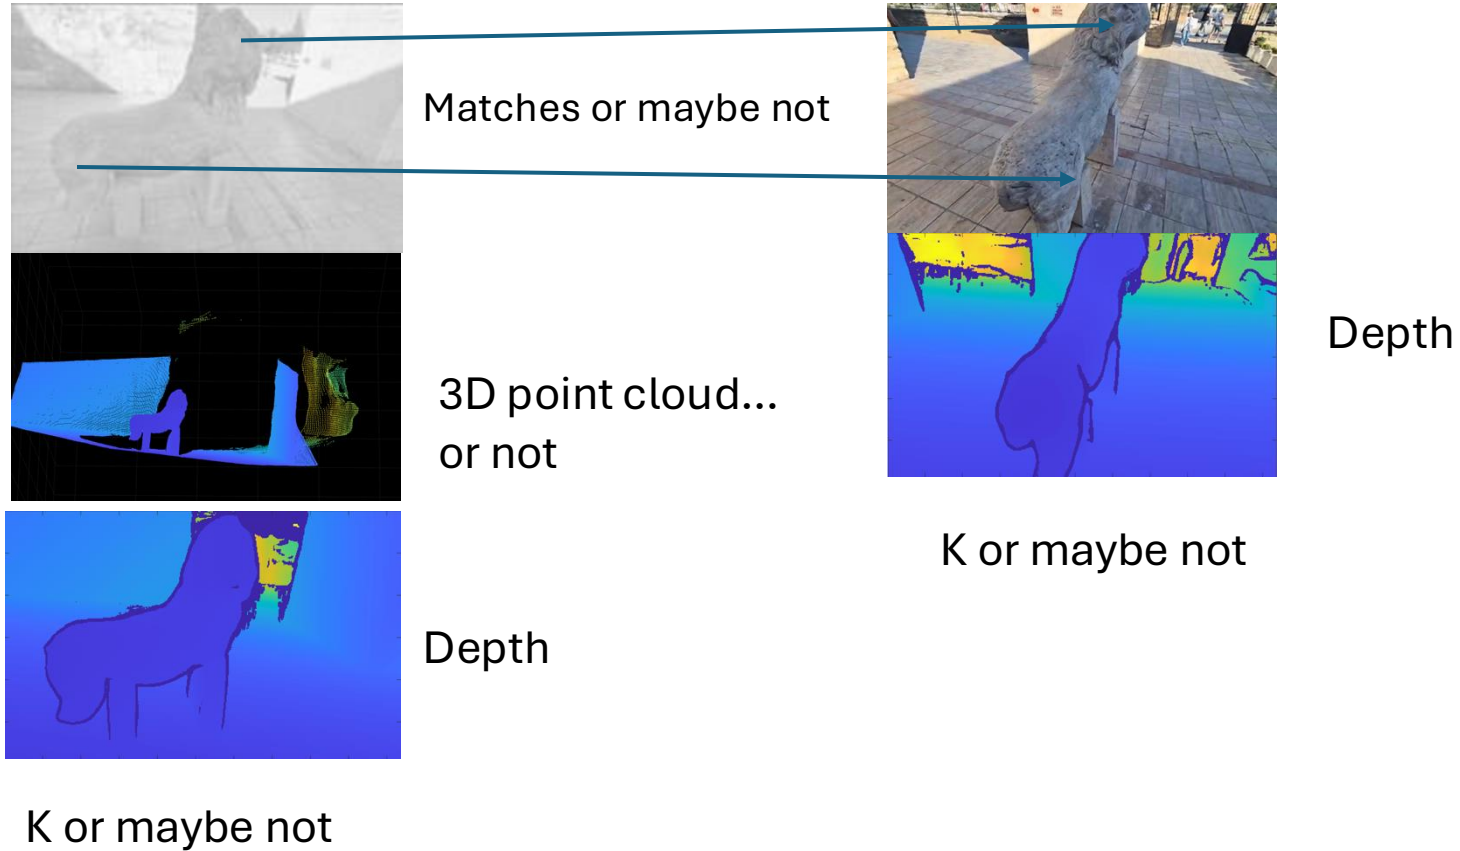 Matches or maybe not
3D point cloud...
or not
Depth
K or maybe not
Depth
K or maybe not